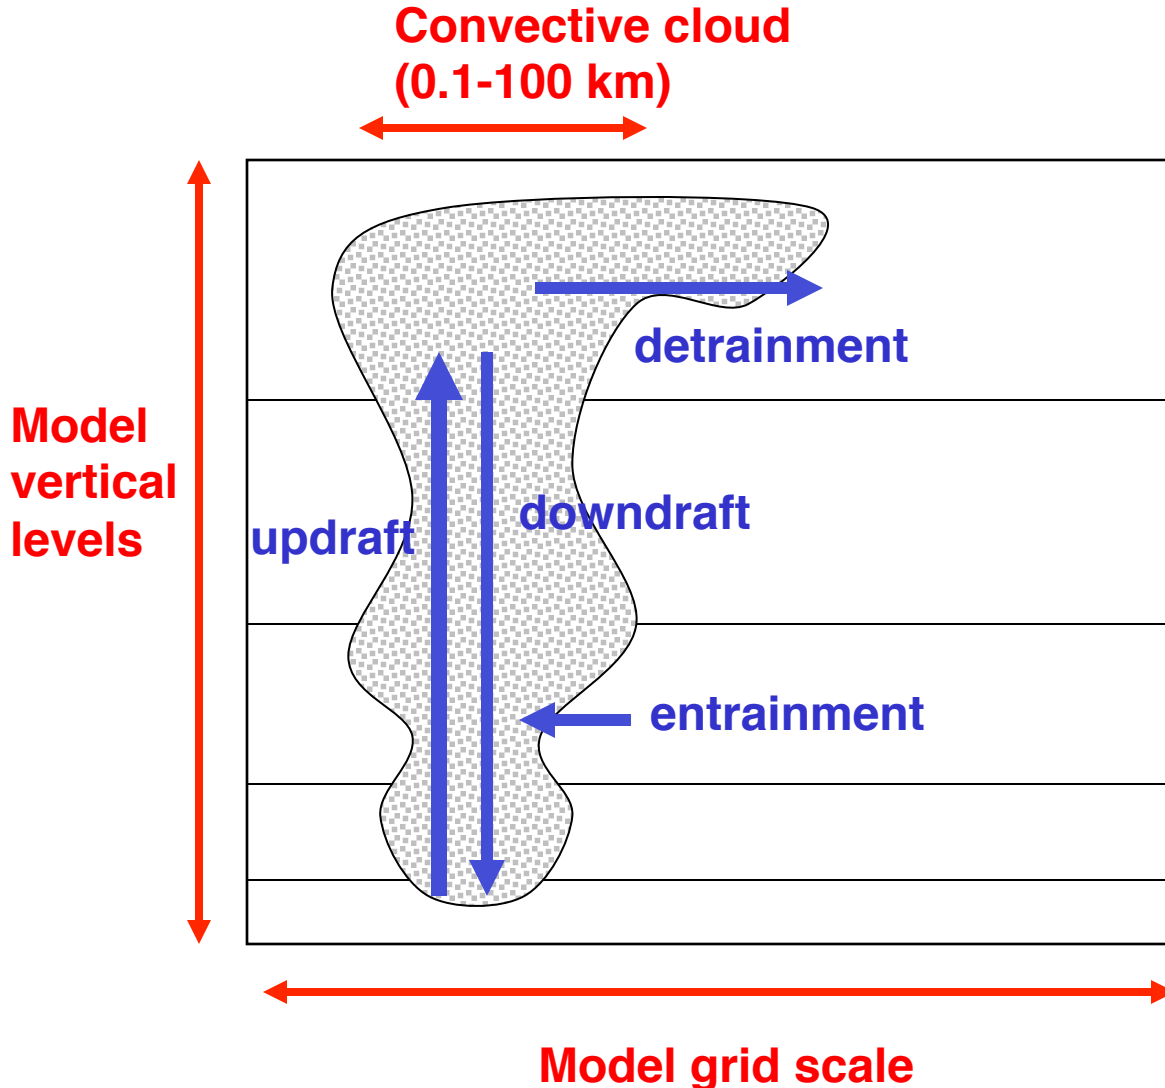 Convective cloud
(0.1-100 km)
detrainment
Model
vertical
levels
downdraft
updraft
entrainment
Model grid scale